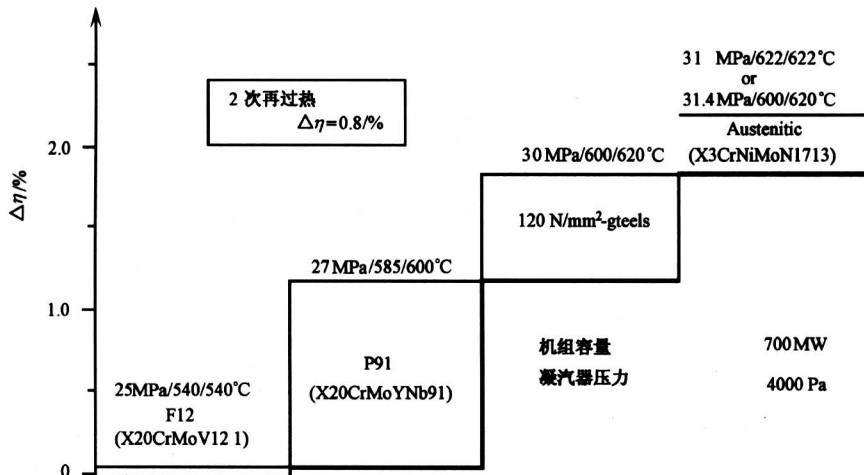 31 MPa/622/622℃
or
31.4 MPa/600/620℃
Austenitic
(X3CrNiMoN1713)
2 次再过热
△η=0.8/%
30 MPa/600/620℃
120 N/mm²-gteels
27 MPa/585/600℃
P91
(X20CrMoYNb91)
25MPa/540/540℃
F12
(X20CrMoV12 1)
机组容量 700 MW
凝汽器压力 4000 Pa
△η/%
2.0
1.0
0